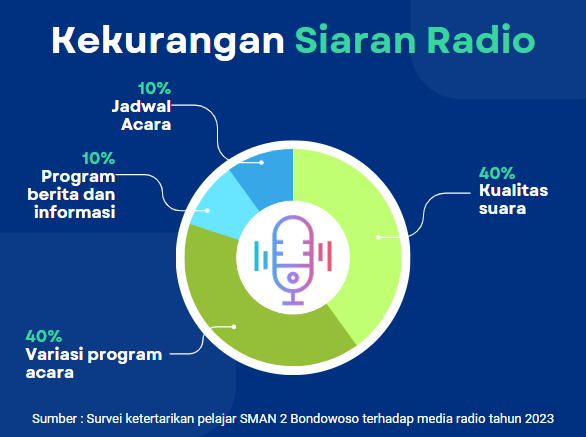 Kekurangan Siaran Radio
10%
Jadwal
Acara
10%
Program
berita dan
informasi
40%
Kualitas
suara
40%
Variasi program
acara
Sumber : Survei ketertarikan pelajar SMAN 2 Bondowoso terhadap media radio tahun 2023